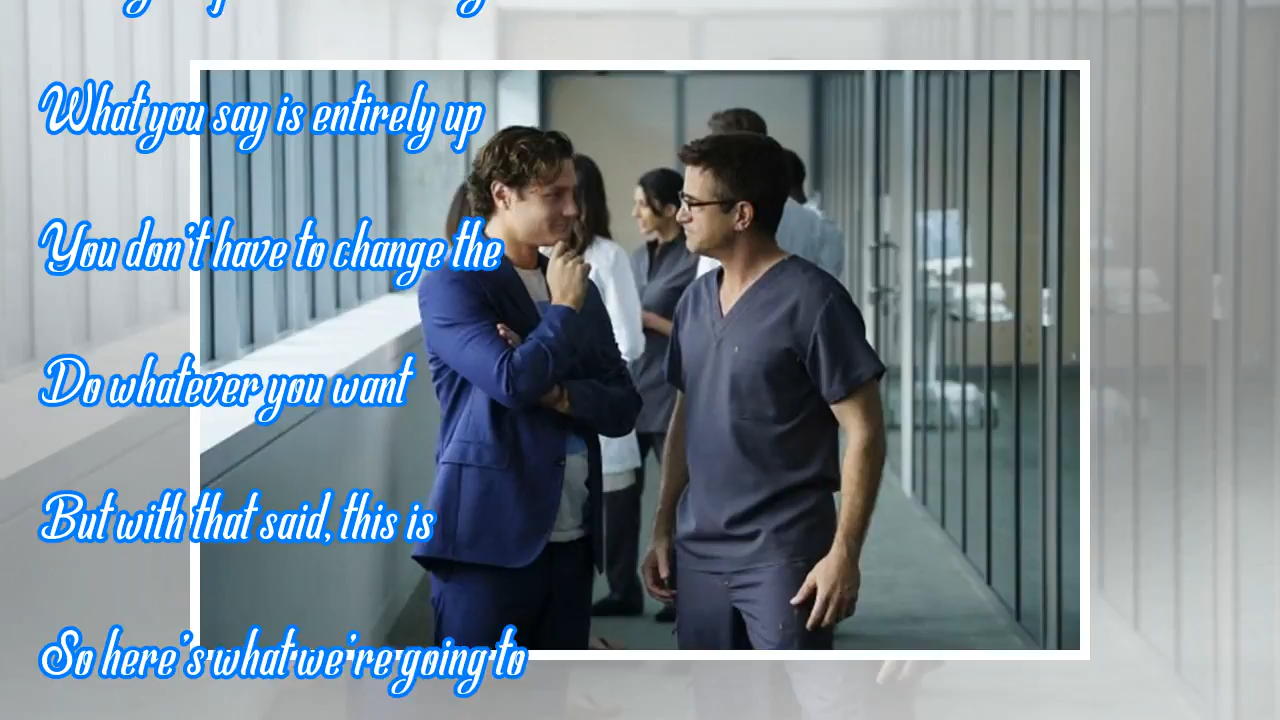 What you say is entirely up
You don't have to change the
Do whatever you want
But with that said, this is
So here's what we're going to